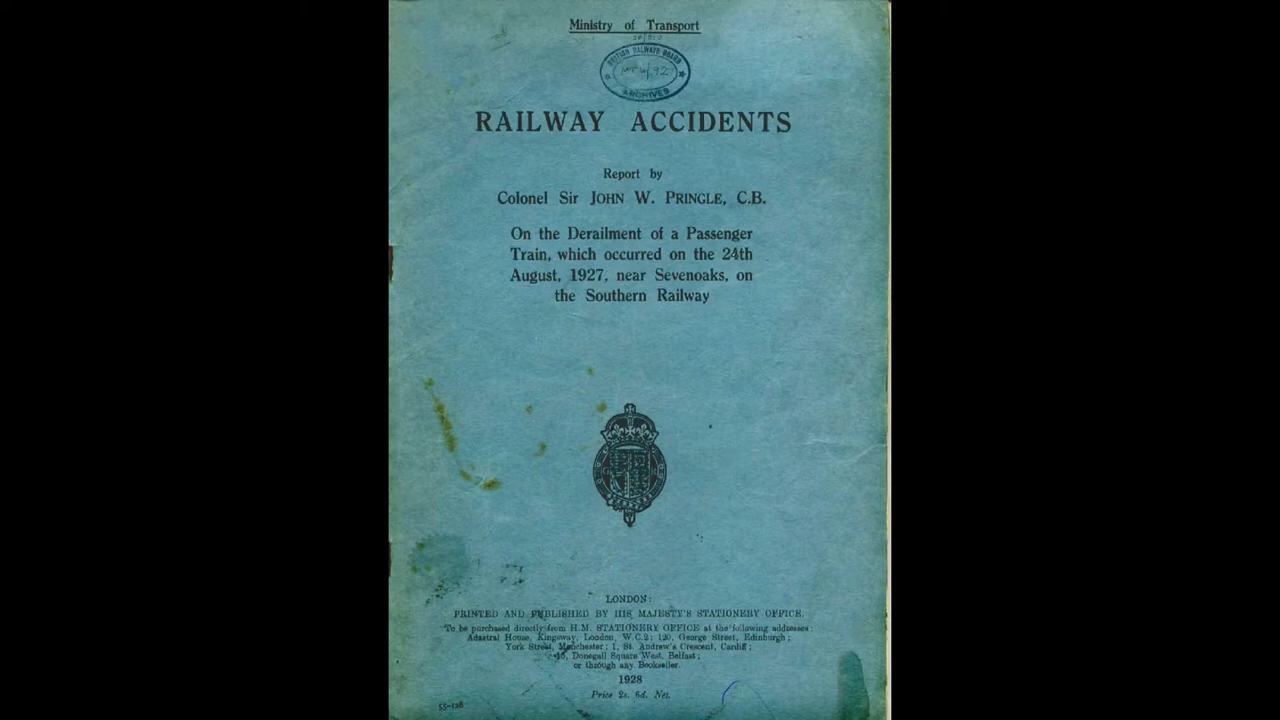 Ministry of Transport
BRITISH RAILWAYS BOARD
ARCHIVES
RAILWAY ACCIDENTS
Report by
Colonel Sir JOHN W. PRINGLE, C.B.
On the Derailment of a Passenger
Train, which occurred on the 24th
August, 1927, near Sevenoaks, on
the Southern Railway
LONDON:
PRINTED AND PUBLISHED BY HIS MAJESTY'S STATIONERY OFFICE.
To be purchased directly from H.M. STATIONERY OFFICE at the following addresses:
Adastral House, Kingsway, London, W.C.2; 120, George Street, Edinburgh;
York Street, Manchester; 1, St. Andrew's Crescent, Cardiff;
15, Donegall Square West, Belfast;
or through any Bookseller.
1928
Price 2s. 6d. Net.
55-128